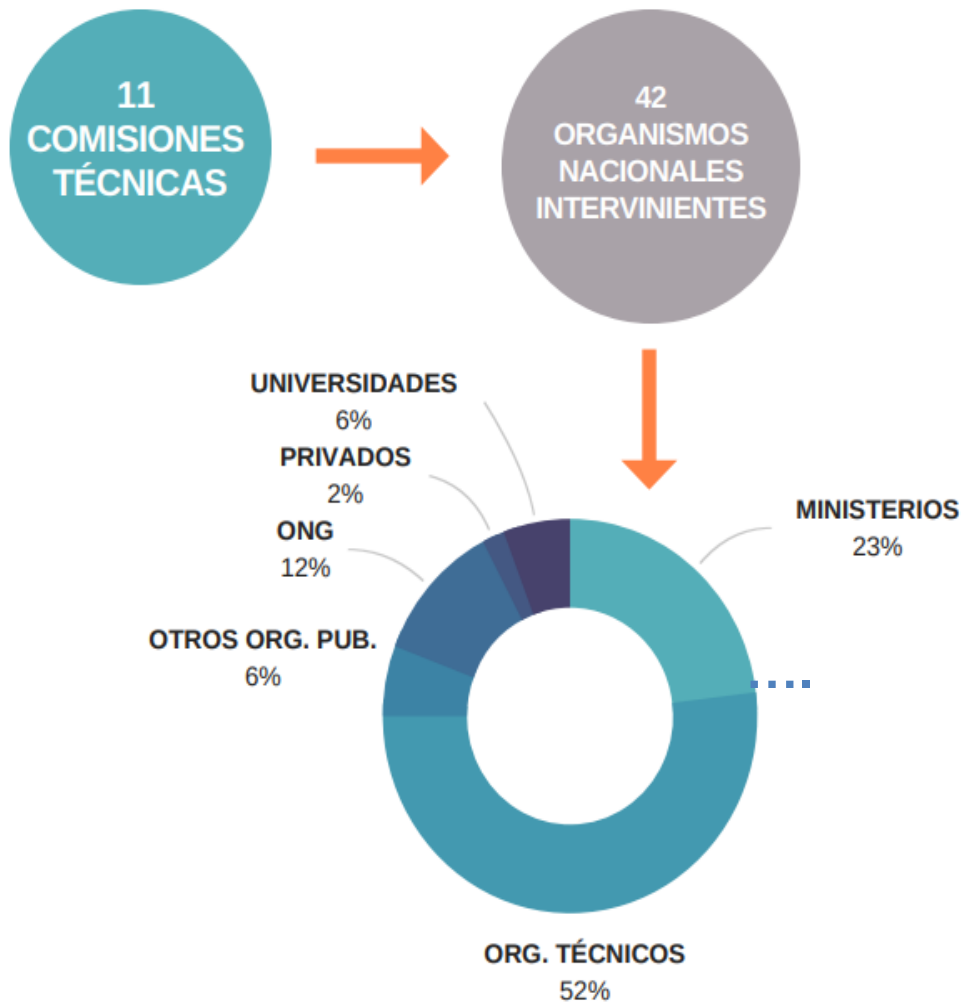 11
COMISIONES
TÉCNICAS
42
ORGANISMOS
NACIONALES
INTERVINIENTES
UNIVERSIDADES
6%
PRIVADOS
2%
ONG
12%
OTROS ORG. PUB.
6%
MINISTERIOS
23%
ORG. TÉCNICOS
52%